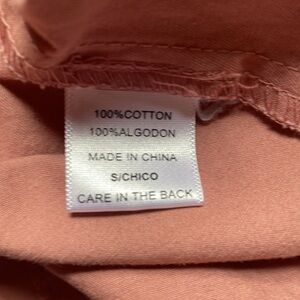 100%COTTON
100%ALGODON
MADE IN CHINA
S/CHICO
CARE IN THE BACK